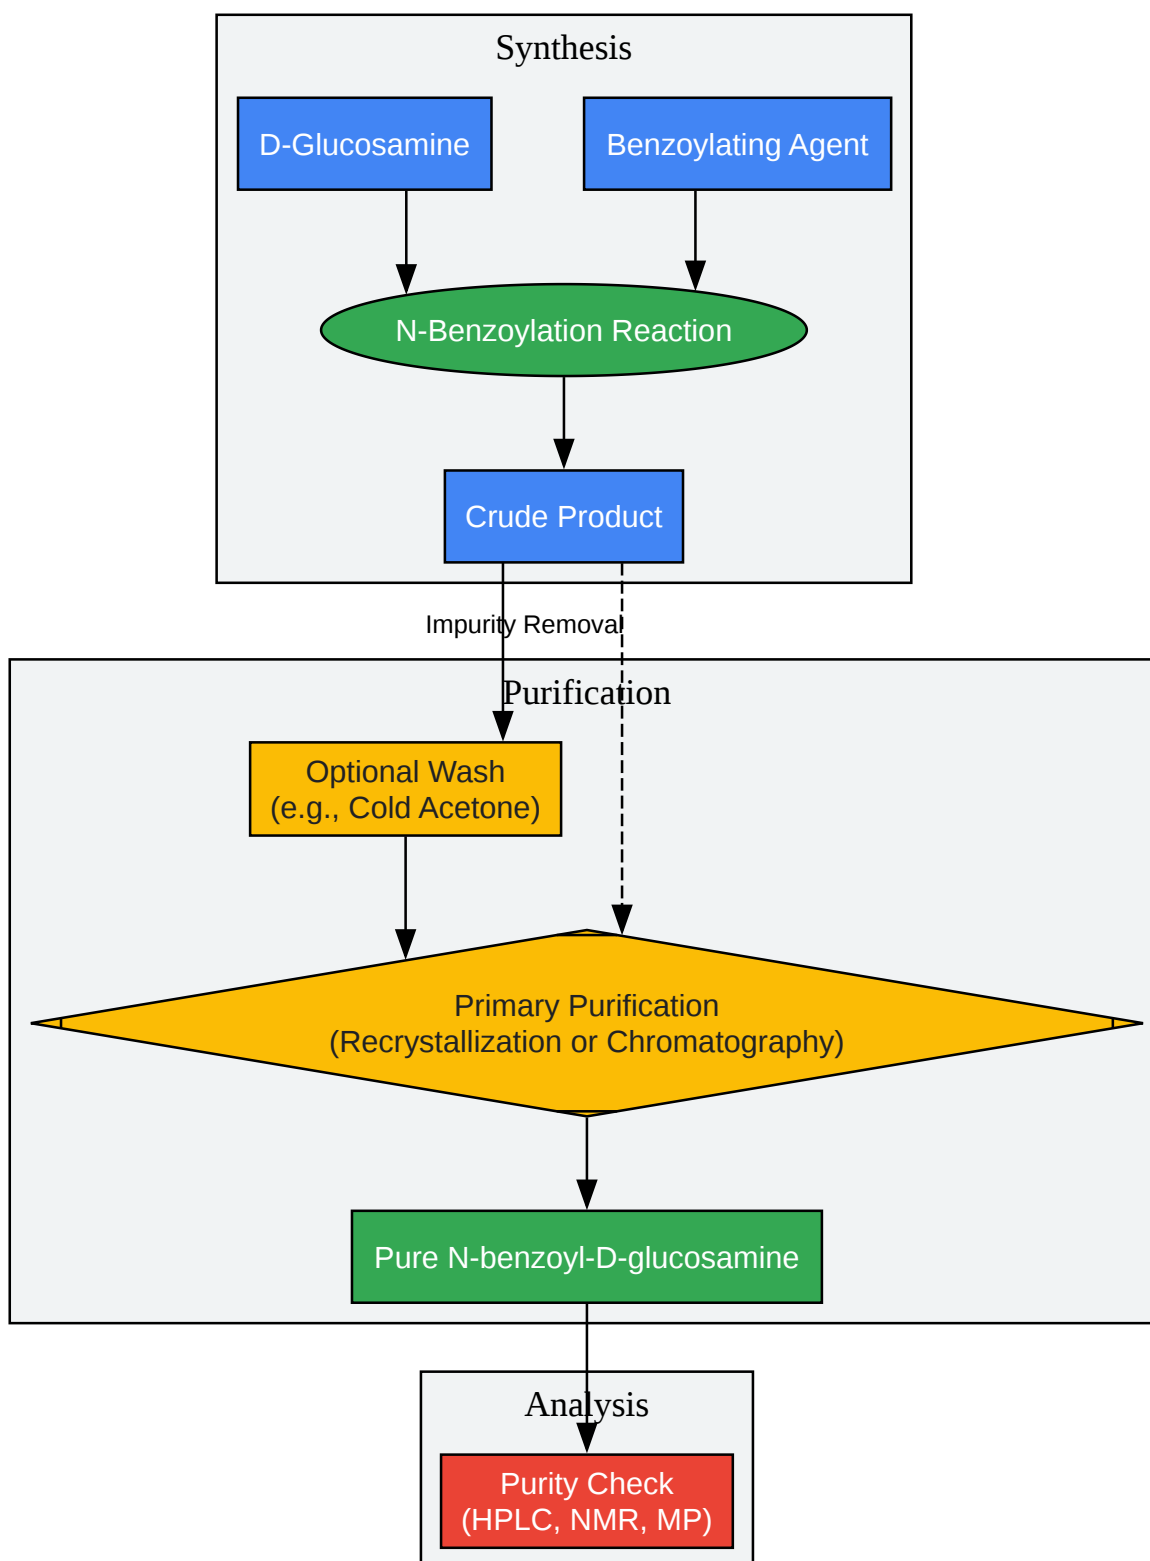 Synthesis
D-Glucosamine
Benzoylating Agent
N-Benzoylation Reaction
Crude Product
Impurity Removal
Purification
Optional Wash
(e.g., Cold Acetone)
Primary Purification
(Recrystallization or Chromatography)
Pure N-benzoyl-D-glucosamine
Analysis
Purity Check
(HPLC, NMR, MP)